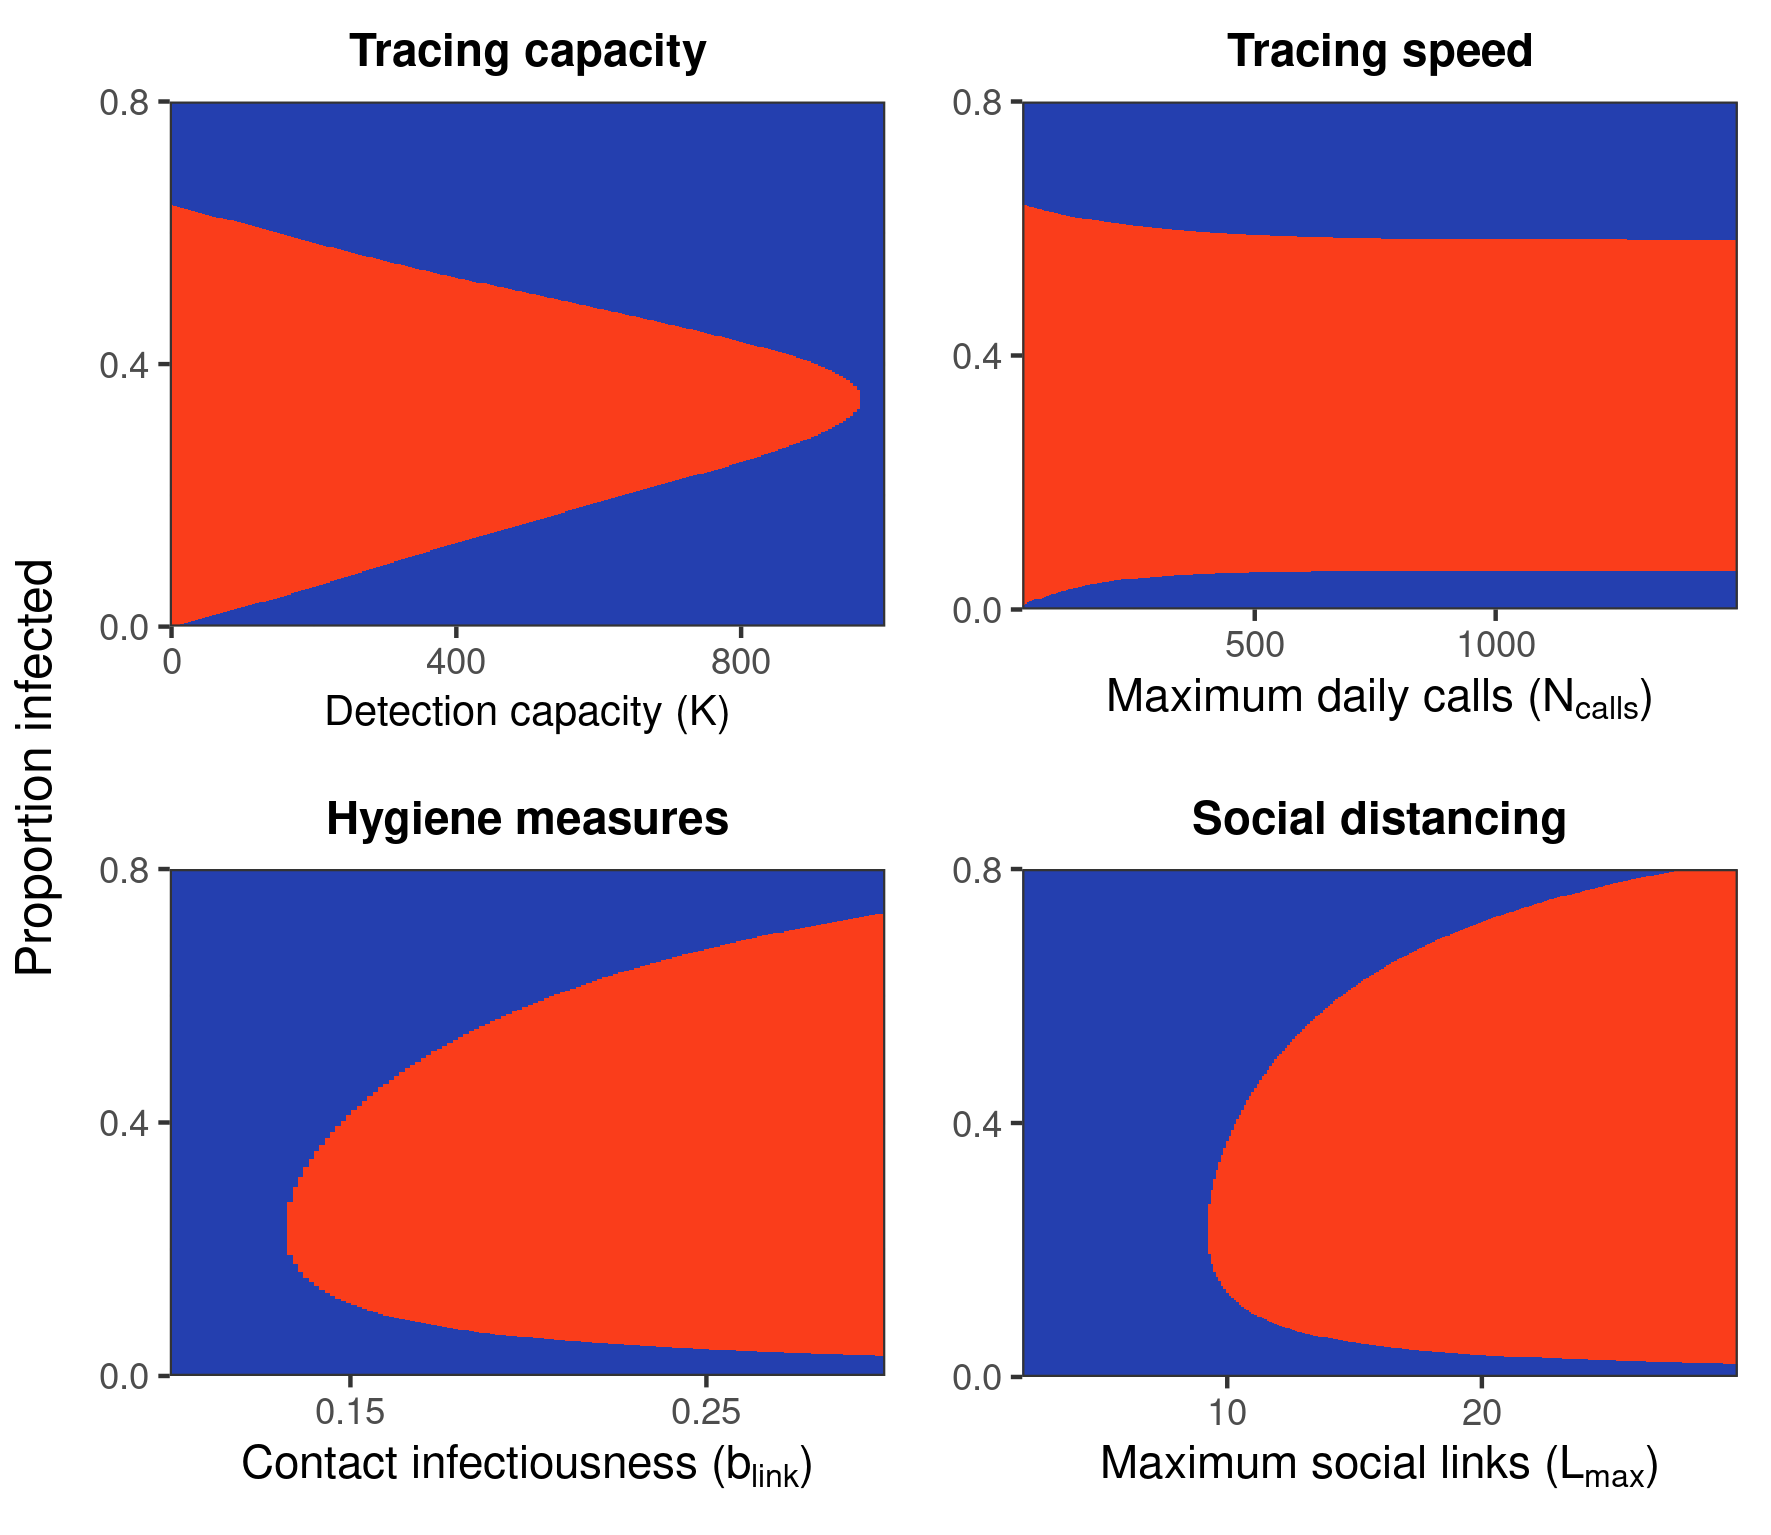 Proportion infected
Tracing capacity
0.8
0.4
0.0
0 400 800
Detection capacity (K)
Tracing speed
0.8
0.4
0.0
500 1000
Maximum daily calls (Ncalls)
Hygiene measures
0.8
0.4
0.0
0.15 0.25
Contact infectiousness (blink)
Social distancing
0.8
0.4
0.0
10 20
Maximum social links (Lmax)